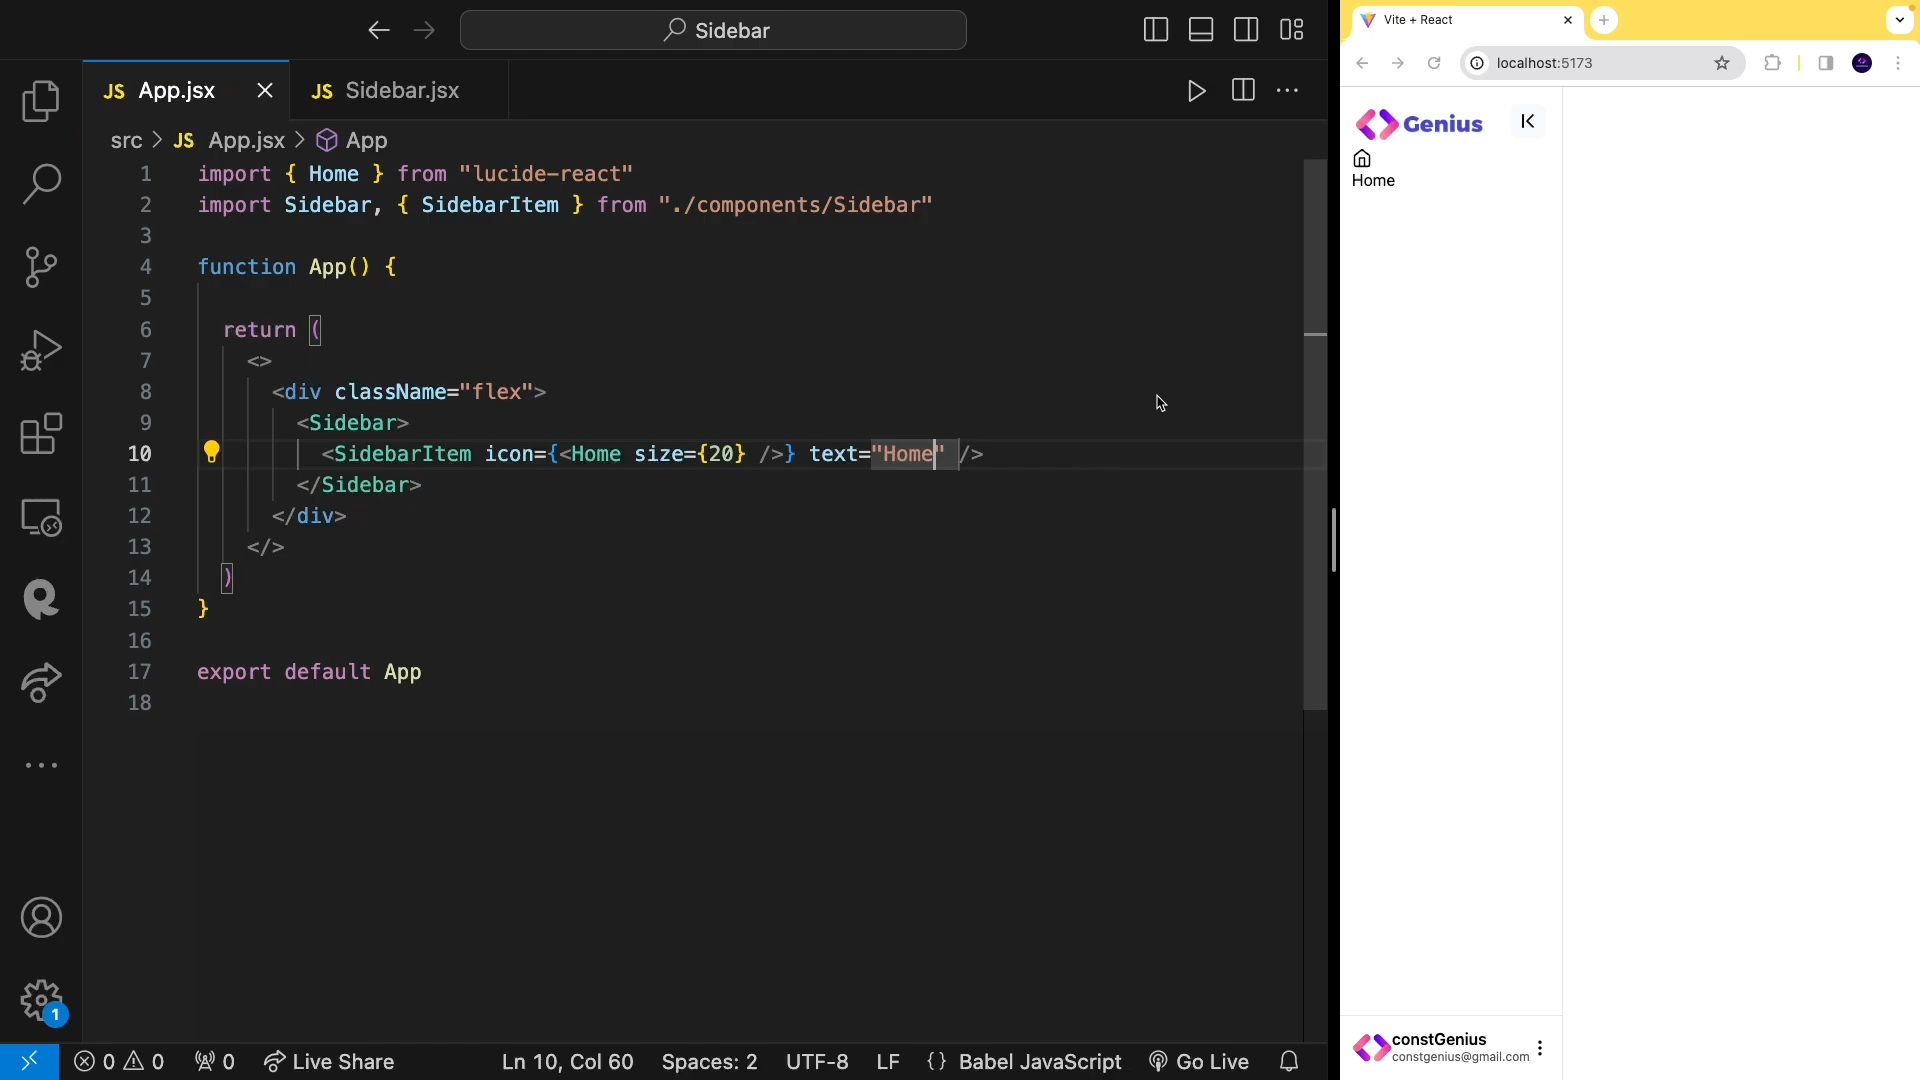 Sidebar
JS App.jsx
JS Sidebar.jsx
src > JS App.jsx > App
1 import { Home } from "lucide-react"
2 import Sidebar, { SidebarItem } from "./components/Sidebar"
3
4 function App() {
5
6 return (
7 <>
8 <div className="flex">
9 <Sidebar>
10 <SidebarItem icon={<Home size={20} />} text="Home" />
11 </Sidebar>
12 </div>
13 </>
14 )
15 }
16
17 export default App
18
1
0 0 0 Live Share Ln 10, Col 60 Spaces: 2 UTF-8 LF {} Babel JavaScript Go Live
Vite + React
localhost:5173
Genius
Home
constGenius
constgenius@gmail.com